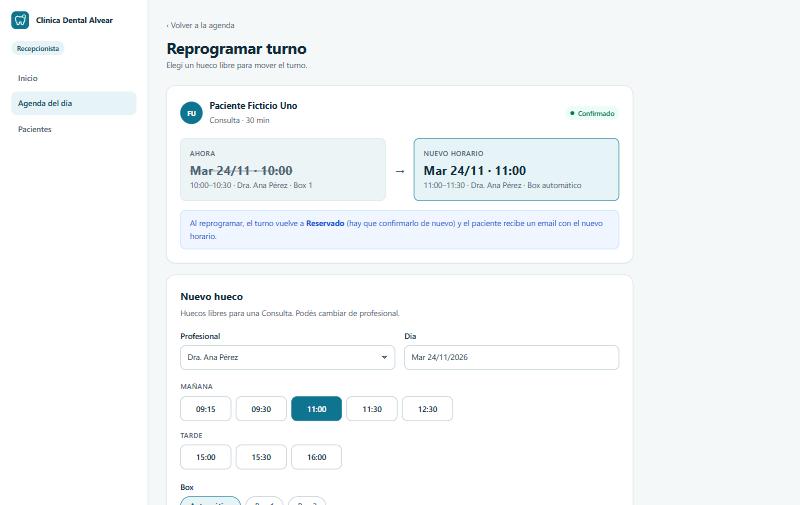 Clínica Dental Alvear
Recepcionista
Inicio
Agenda del día
Pacientes
‹ Volver a la agenda
Reprogramar turno
Elegí un hueco libre para mover el turno.
FU
Paciente Ficticio Uno
Consulta · 30 min
Confirmado
AHORA
Mar 24/11 · 10:00
10:00–10:30 · Dra. Ana Pérez · Box 1
→
NUEVO HORARIO
Mar 24/11 · 11:00
11:00–11:30 · Dra. Ana Pérez · Box automático
Al reprogramar, el turno vuelve a Reservado (hay que confirmarlo de nuevo) y el paciente recibe un email con el nuevo
horario.
Nuevo hueco
Huecos libres para una Consulta. Podés cambiar de profesional.
Profesional
Día
Dra. Ana Pérez
Mar 24/11/2026
MAÑANA
09:15 09:30 11:00 11:30 12:30
TARDE
15:00 15:30 16:00
Box